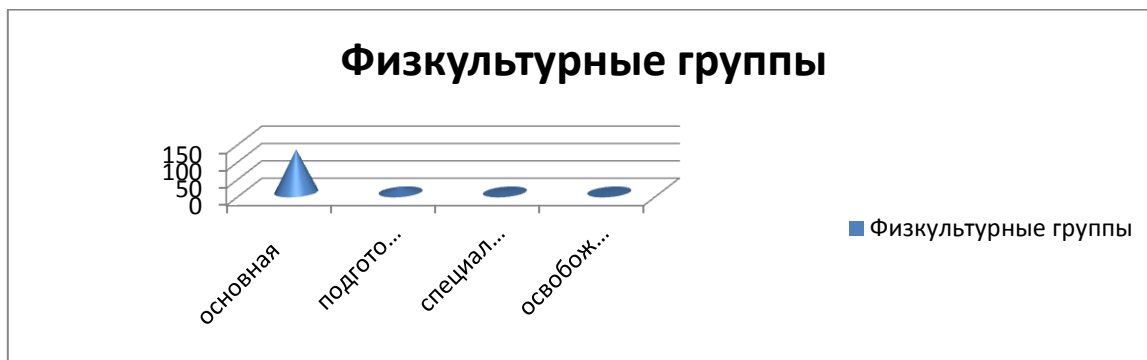 Физкультурные группы
150
100
50
0
основная
подгото...
специал...
освобож...
Физкультурные группы